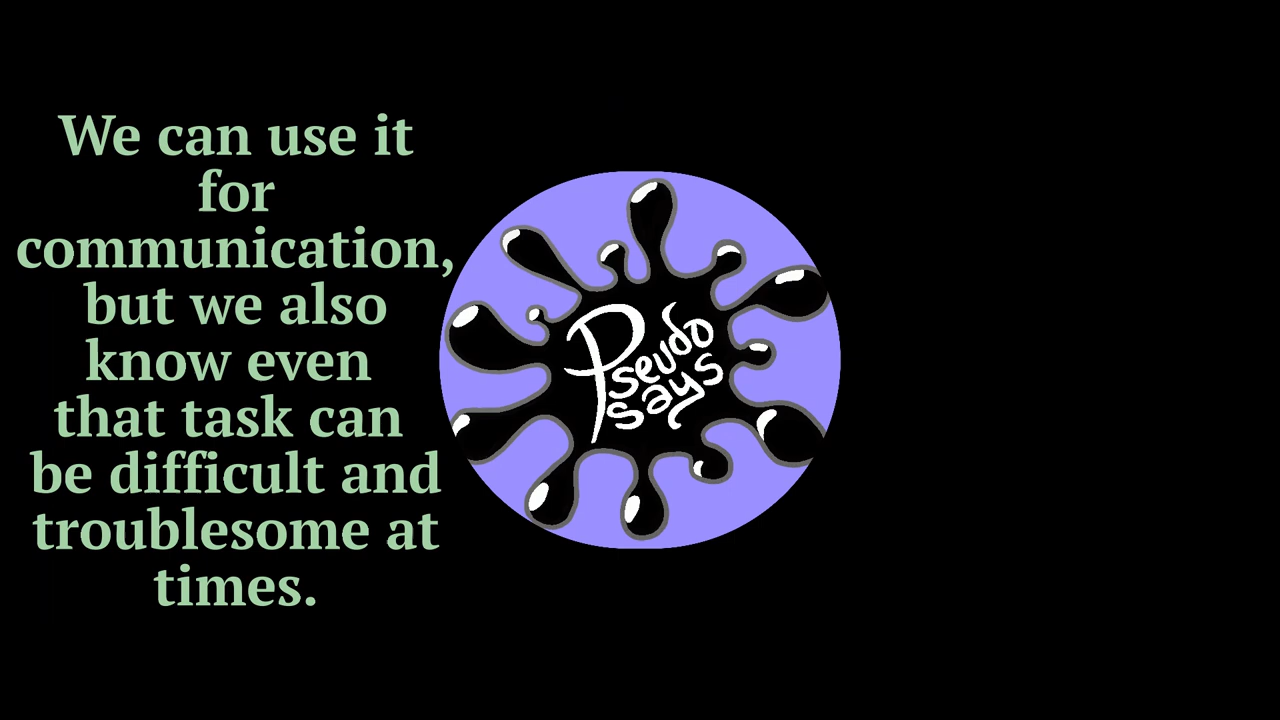 We can use it
for
communication,
but we also
know even
that task can
be difficult and
troublesome at
times.
Pseudo
says